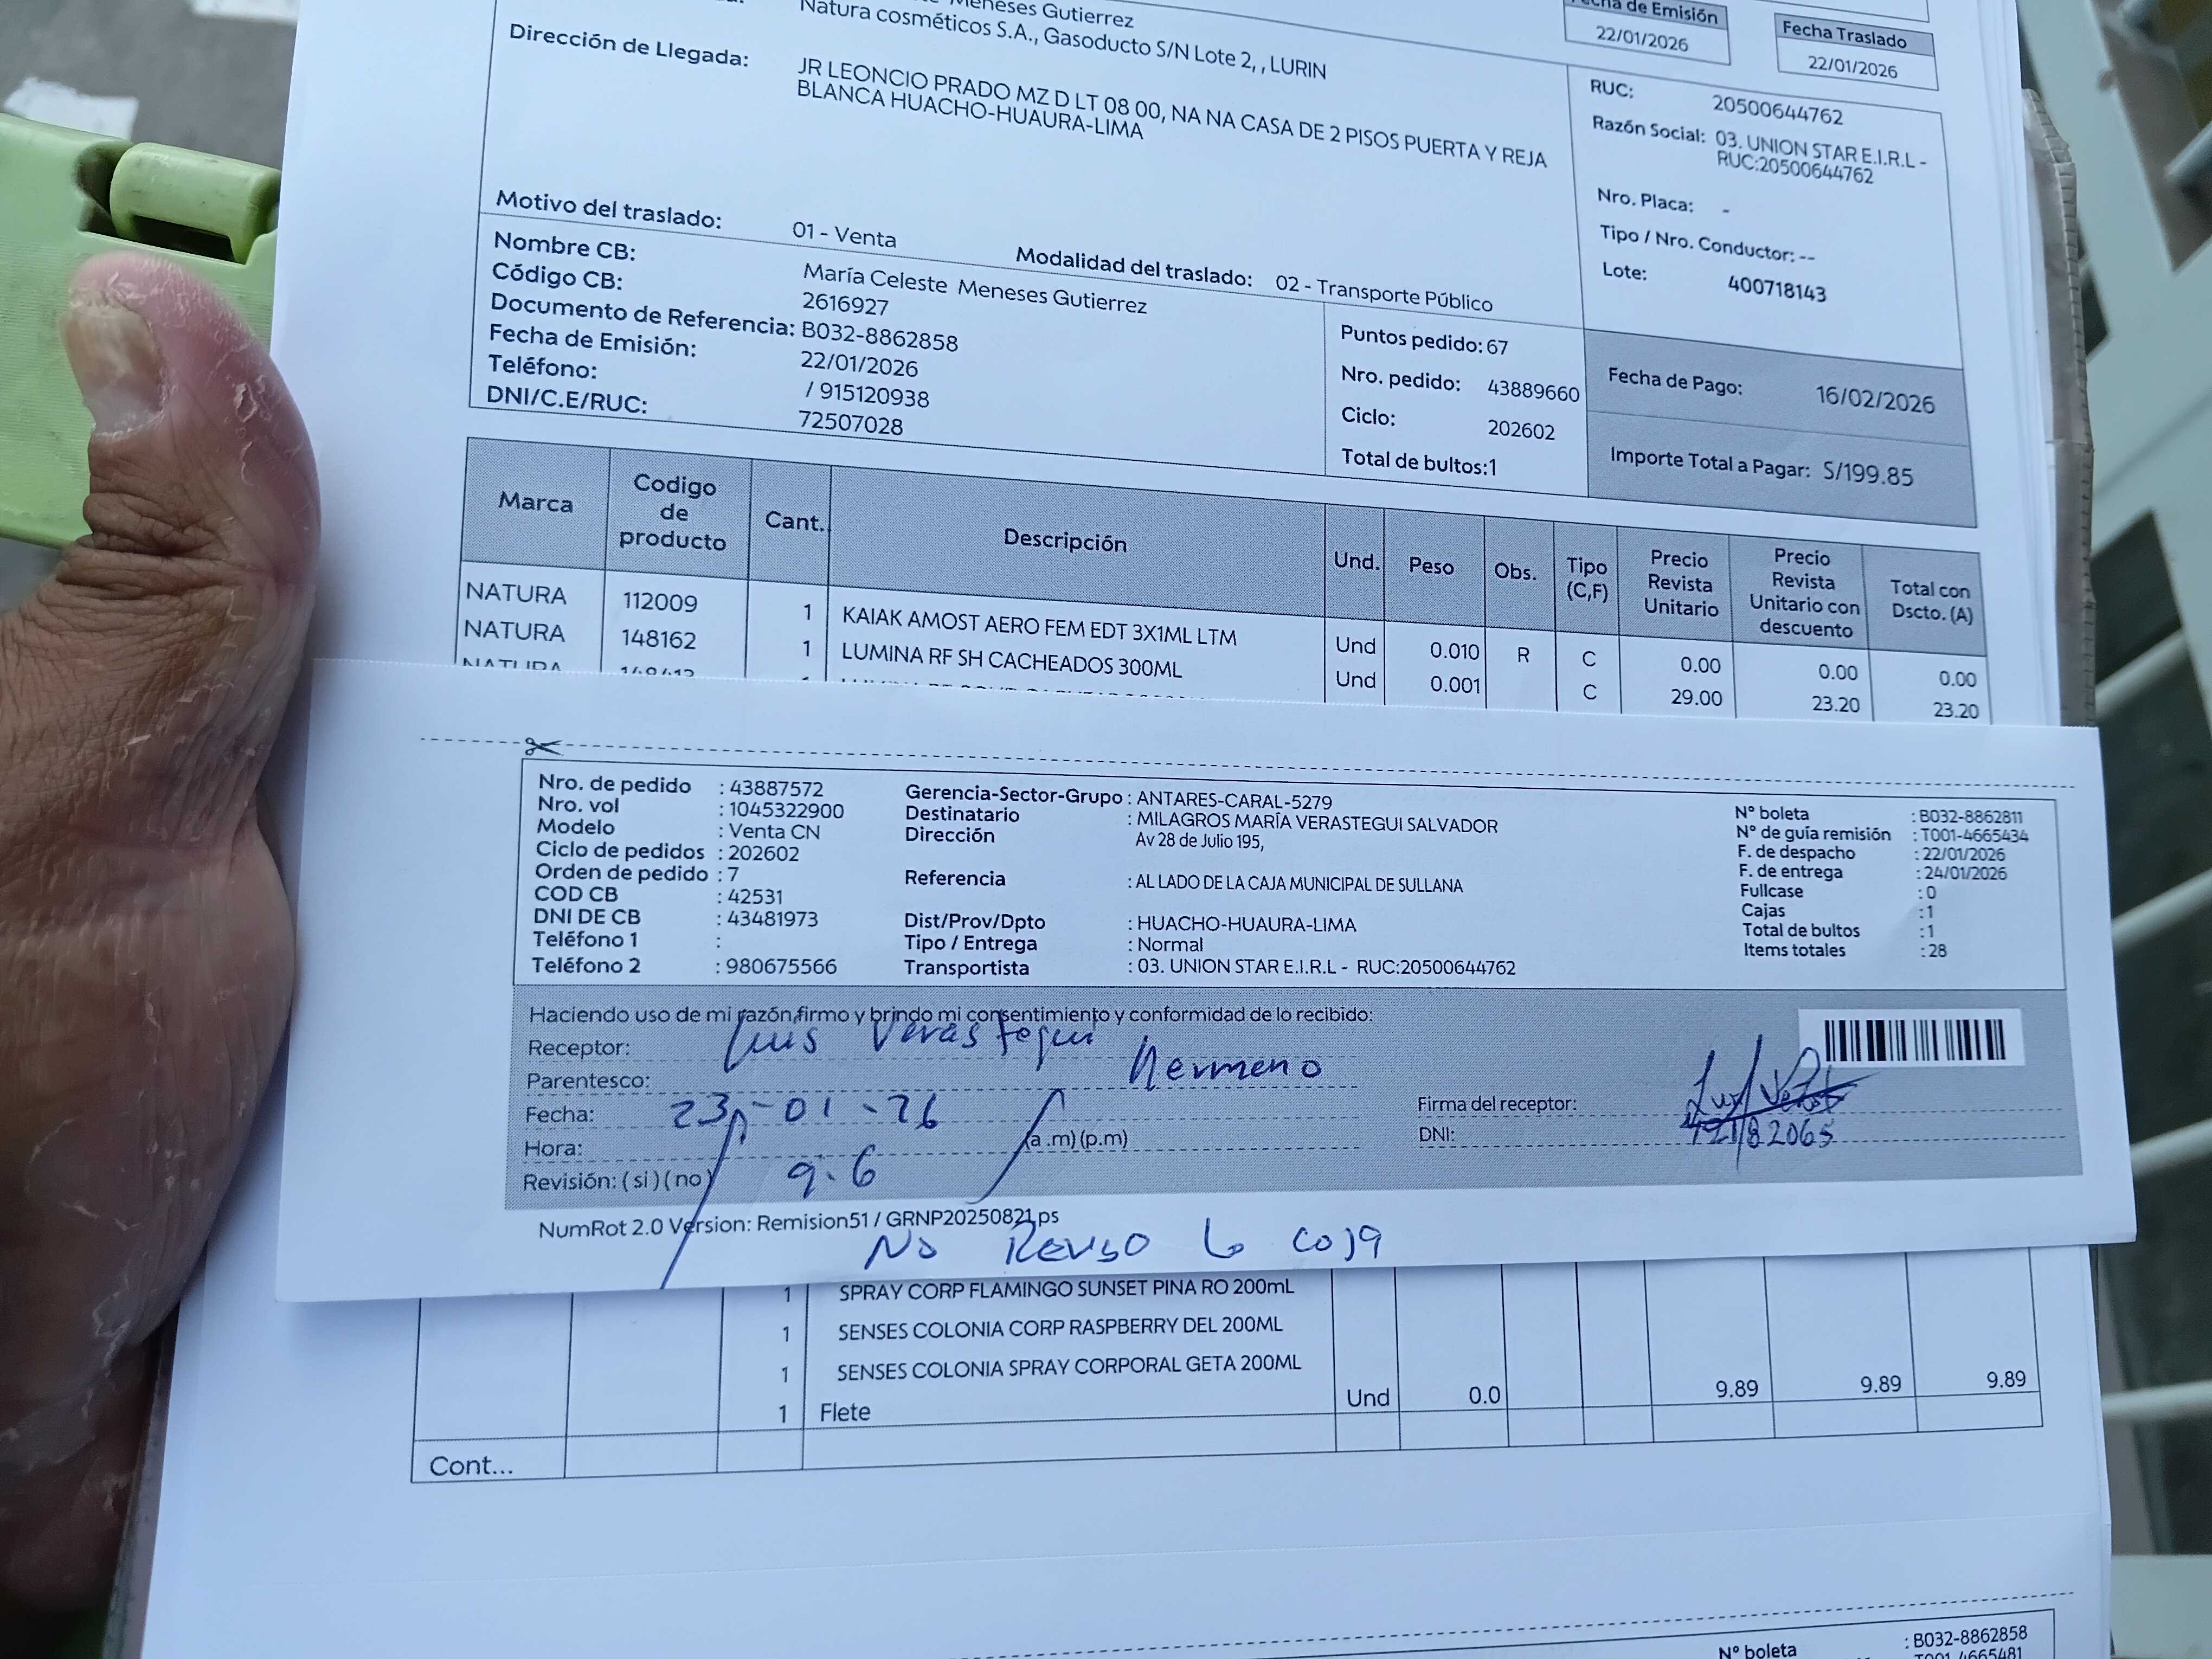 Meneses Gutierrez
Natura cosméticos S.A., Gasoducto S/N Lote 2, , LURIN
Dirección de Llegada: JR LEONCIO PRADO MZ D LT 08 00, NA NA CASA DE 2 PISOS PUERTA Y REJA
BLANCA HUACHO-HUAURA-LIMA
Motivo del traslado: 01 - Venta Modalidad del traslado: 02 - Transporte Público
Fecha de Emisión
22/01/2026
Fecha Traslado
22/01/2026
RUC: 20500644762
Razón Social: 03. UNION STAR E.I.R.L -
RUC:20500644762
Nro. Placa: -
Tipo / Nro. Conductor: --
Lote: 400718143
Nombre CB: María Celeste Meneses Gutierrez
Código CB: 2616927
Documento de Referencia: B032-8862858
Fecha de Emisión: 22/01/2026
Teléfono: / 915120938
DNI/C.E/RUC: 72507028
Puntos pedido: 67
Nro. pedido: 43889660
Ciclo: 202602
Total de bultos:1
Fecha de Pago: 16/02/2026
Importe Total a Pagar: S/199.85
Marca Codigo de producto Cant. Descripción Und. Peso Obs. Tipo (C,F) Precio Revista Unitario Precio Revista Unitario con descuento Total con Dscto. (A)
NATURA 112009 1 KAIAK AMOST AERO FEM EDT 3X1ML LTM Und 0.010 R C 0.00 0.00 0.00
NATURA 148162 1 LUMINA RF SH CACHEADOS 300ML Und 0.001 C 29.00 23.20 23.20
NATURA
Nro. de pedido : 43887572
Nro. vol : 1045322900
Modelo : Venta CN
Ciclo de pedidos : 202602
Orden de pedido : 7
COD CB : 42531
DNI DE CB : 43481973
Teléfono 1 :
Teléfono 2 : 980675566
Gerencia-Sector-Grupo : ANTARES-CARAL-5279
Destinatario : MILAGROS MARÍA VERASTEGUI SALVADOR
Dirección Av 28 de Julio 195,
Referencia : AL LADO DE LA CAJA MUNICIPAL DE SULLANA
Dist/Prov/Dpto : HUACHO-HUAURA-LIMA
Tipo / Entrega : Normal
Transportista : 03. UNION STAR E.I.R.L - RUC:20500644762
N° boleta : B032-8862811
N° de guía remisión : T001-4665434
F. de despacho : 22/01/2026
F. de entrega : 24/01/2026
Fullcase : 0
Cajas : 1
Total de bultos : 1
Items totales : 28
Haciendo uso de mi razón,firmo y brindo mi consentimiento y conformidad de lo recibido:
Receptor: Luis Verastegui
Parentesco: Hermeno
Fecha: 23-01-26
Hora: (a .m) (p.m)
Revisión: ( si ) ( no ) 9.6
Firma del receptor:
DNI:
NumRot 2.0 Version: Remision51 / GRNP20250821.ps
No Reviso la caja
1 SPRAY CORP FLAMINGO SUNSET PINA RO 200mL
1 SENSES COLONIA CORP RASPBERRY DEL 200ML
1 SENSES COLONIA SPRAY CORPORAL GETA 200ML
1 Flete Und 0.0 9.89 9.89 9.89
Cont...
N° boleta : B032-8862858
T001-4665481